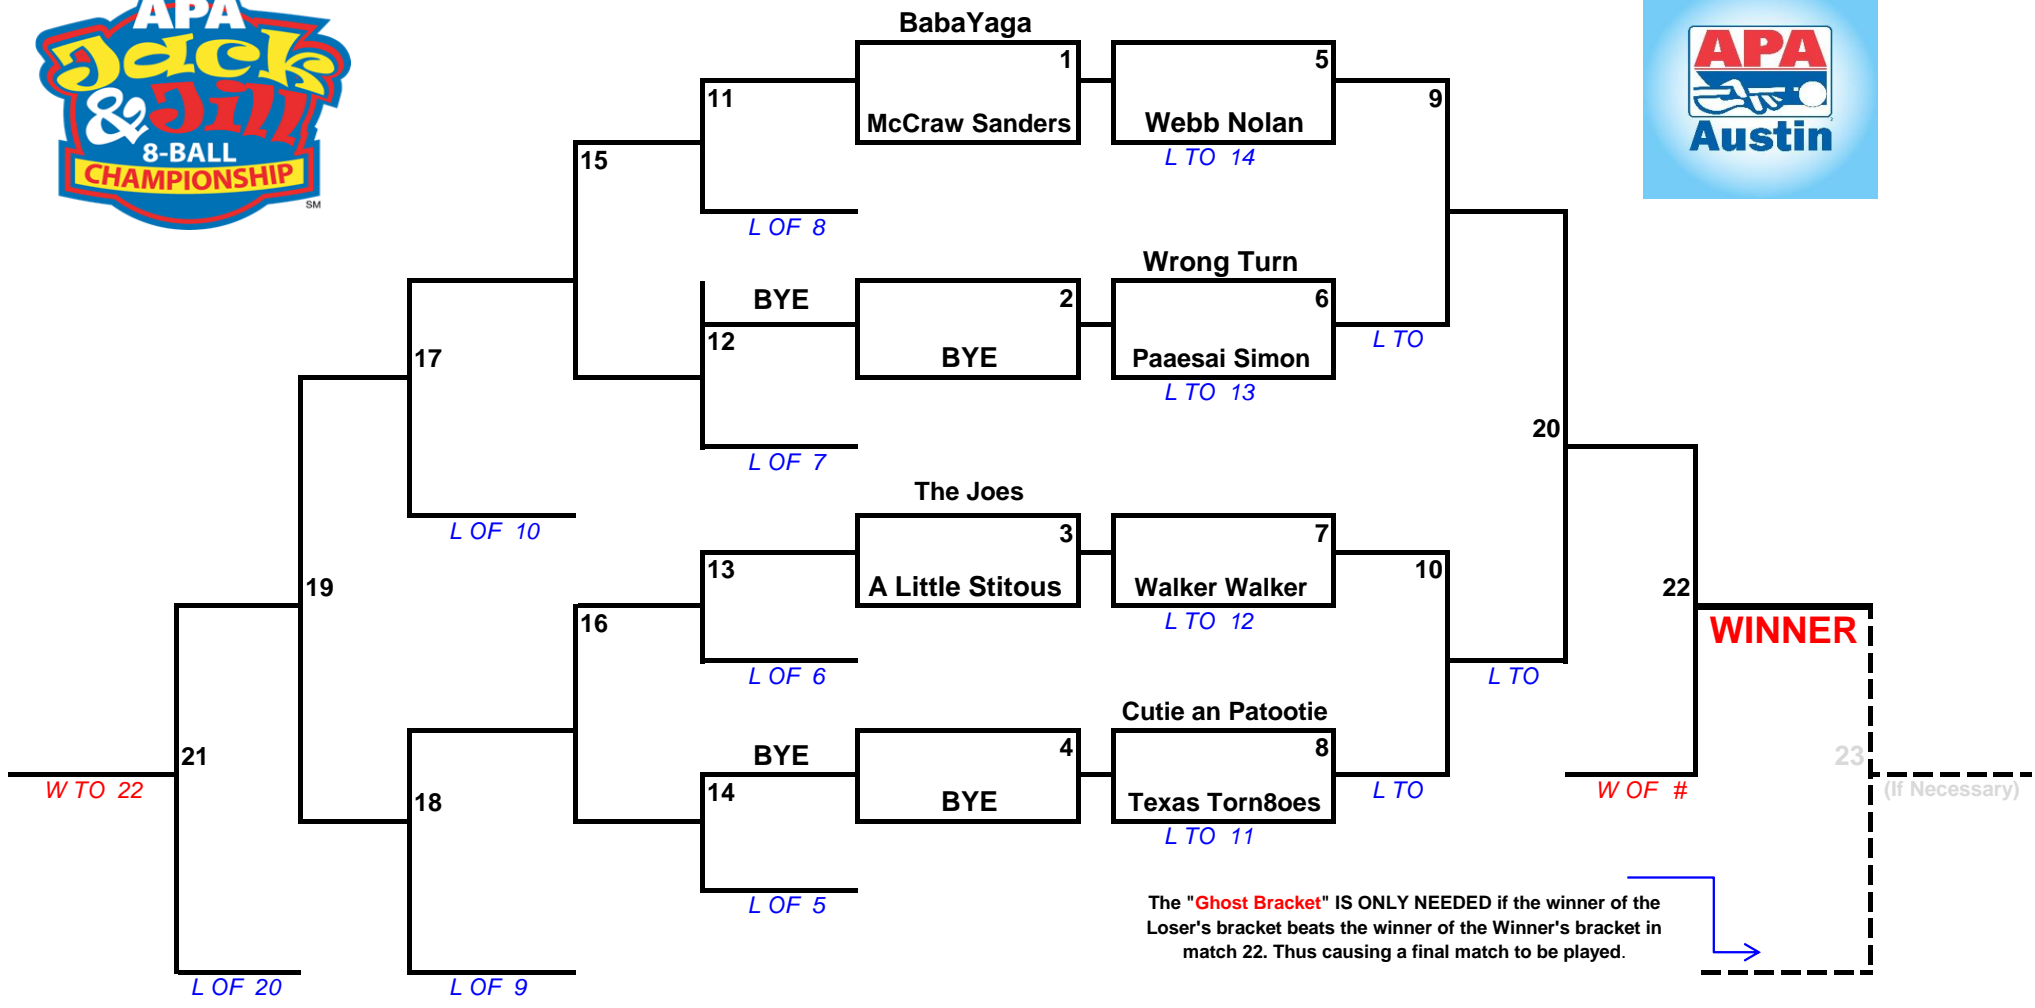 APA
Jack
& Jill
8-BALL
CHAMPIONSHIP
SM
BabaYaga
1
McCraw Sanders
5
Webb Nolan
L TO 14
9
11
15
L OF 8
APA
Austin
Wrong Turn
BYE
2
BYE
6
Paaesai Simon
L TO 13
L TO
12
17
L OF 7
20
The Joes
3
A Little Stitous
7
Walker Walker
L TO 12
10
L OF 10
13
19
16
L OF 6
L TO
22
WINNER
Cutie an Patootie
BYE
4
BYE
8
Texas Torn8oes
L TO 11
L TO
21
W TO 22
18
14
W OF #
23
(If Necessary)
L OF 5
The "Ghost Bracket" IS ONLY NEEDED if the winner of the
Loser's bracket beats the winner of the Winner's bracket in
match 22. Thus causing a final match to be played.
L OF 20
L OF 9